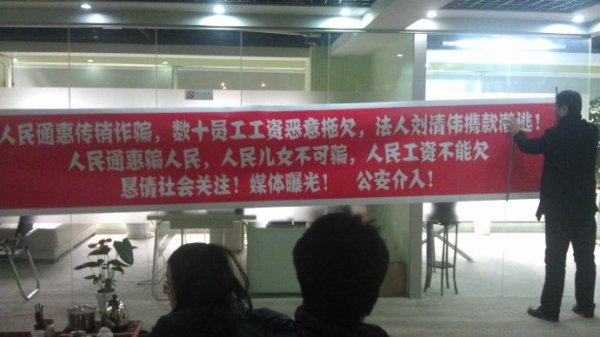 人民通惠传销诈骗，数十员工工资恶意拖欠，法人刘清伟携款潜逃！
人民通惠骗人民，人民儿女不可骗，人民工资不能欠
恳请社会关注！媒体曝光！ 公安介入！